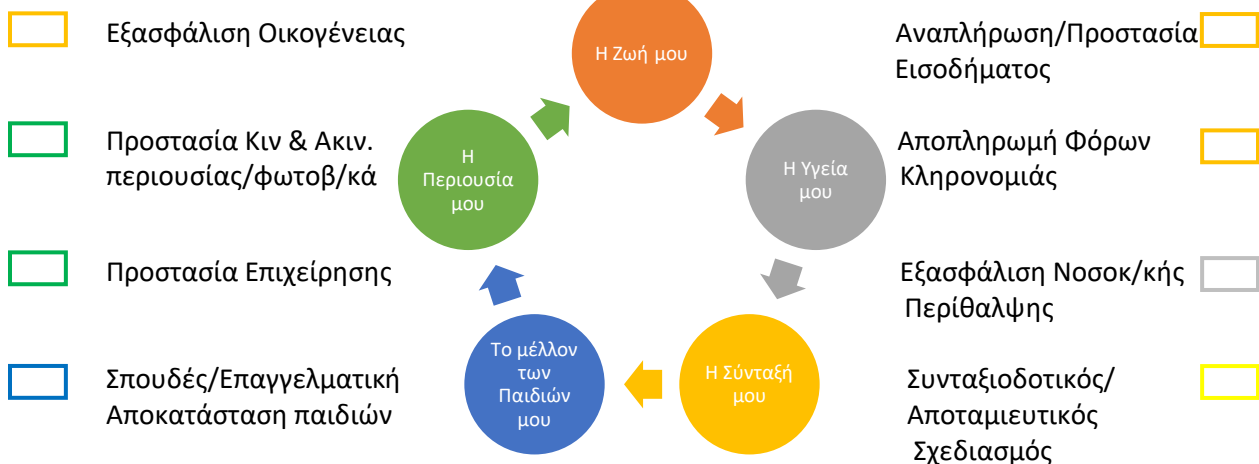 Εξασφάλιση Οικογένειας
Προστασία Κιν & Ακιν.
περιουσίας/φωτοβ/κά
Προστασία Επιχείρησης
Σπουδές/Επαγγελματική
Αποκατάσταση παιδιών
Η Ζωή μου
Η Υγεία
μου
Η Σύνταξή
μου
Το μέλλον
των
Παιδιών
μου
Η
Περιουσία
μου
Αναπλήρωση/Προστασία
Εισοδήματος
Αποπληρωμή Φόρων
Κληρονομιάς
Εξασφάλιση Νοσοκ/κής
Περίθαλψης
Συνταξιοδοτικός/
Αποταμιευτικός
Σχεδιασμός